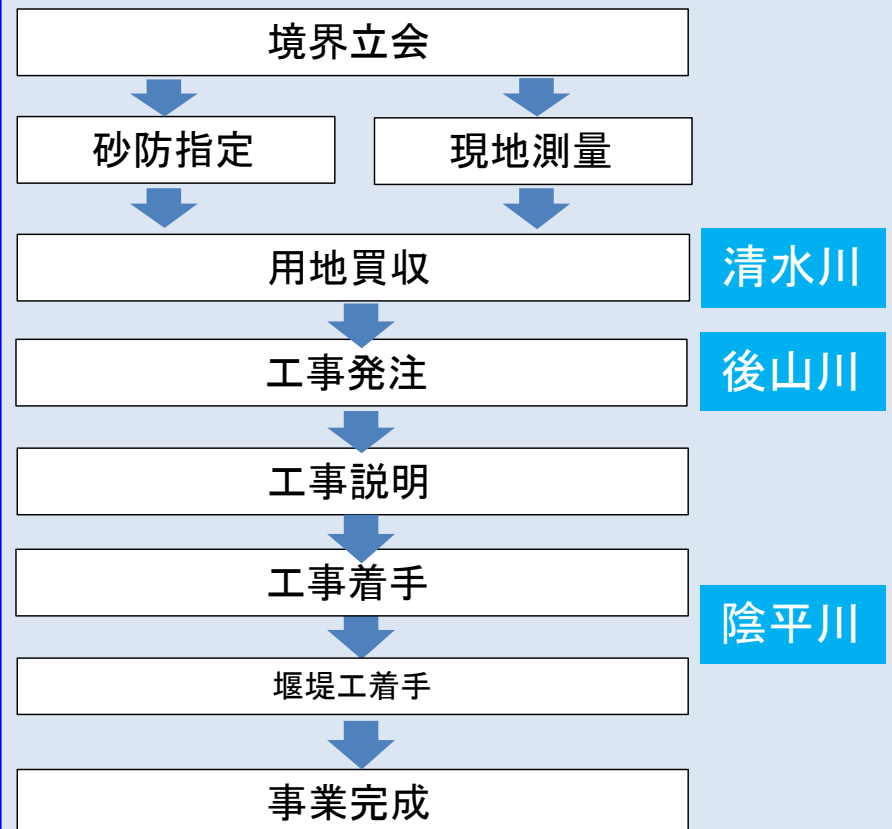 境界立会
砂防指定
現地測量
用地買収
清水川
工事発注
後山川
工事説明
工事着手
陰平川
堰堤工着手
事業完成